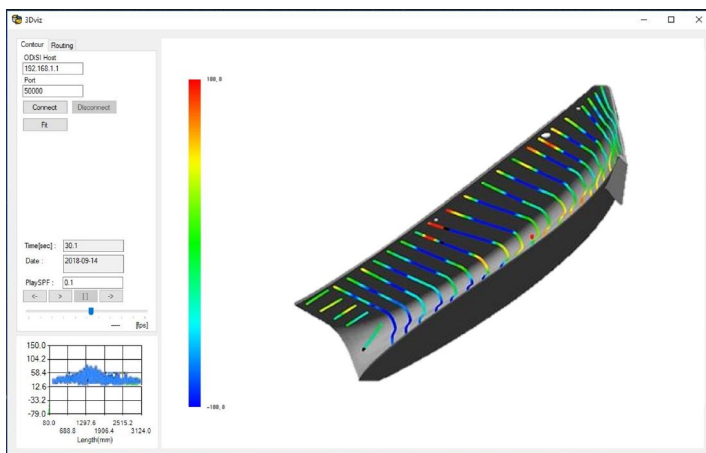 3Dviz
Contour Routing
ODiSI Host
192.168.1.1
Port
50000
Connect Disconnect
Fit
Time[sec] : 30.1
Date : 2018-09-14
PlaySPF : 0.1
<- > [ ] ->
[fps]
100.0
-100.0
150.0
104.2
58.4
12.6
-33.2
-79.0
80.0 1297.6 2515.2
688.8 1906.4 3124.0
Length(mm)